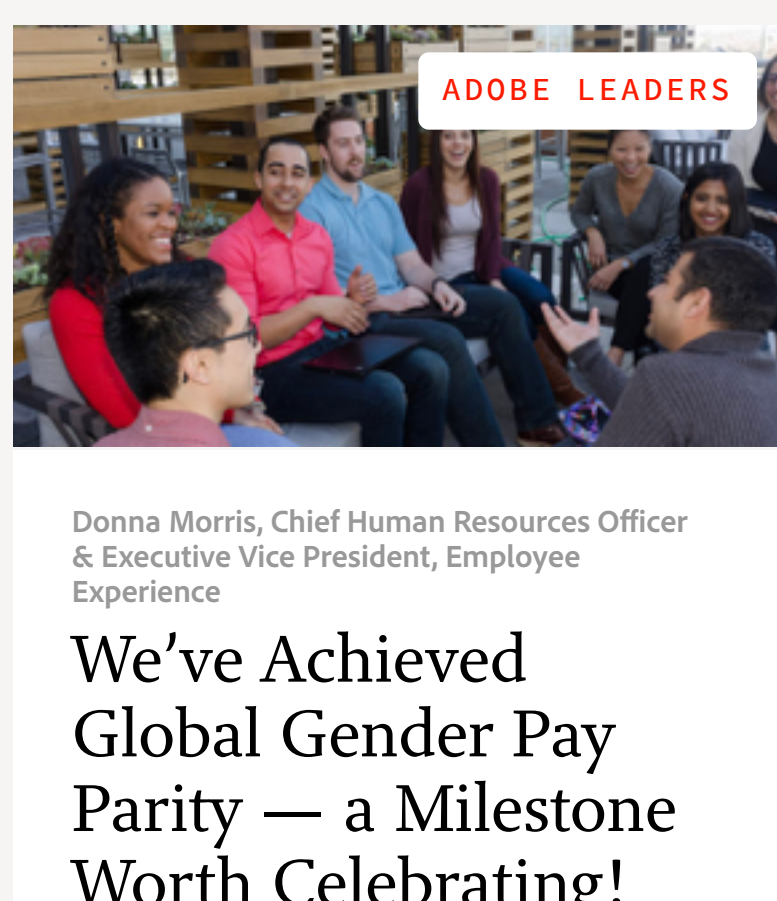 ADOBE LEADERS
Donna Morris, Chief Human Resources Officer
& Executive Vice President, Employee
Experience
We’ve Achieved
Global Gender Pay
Parity — a Milestone
Worth Celebrating!